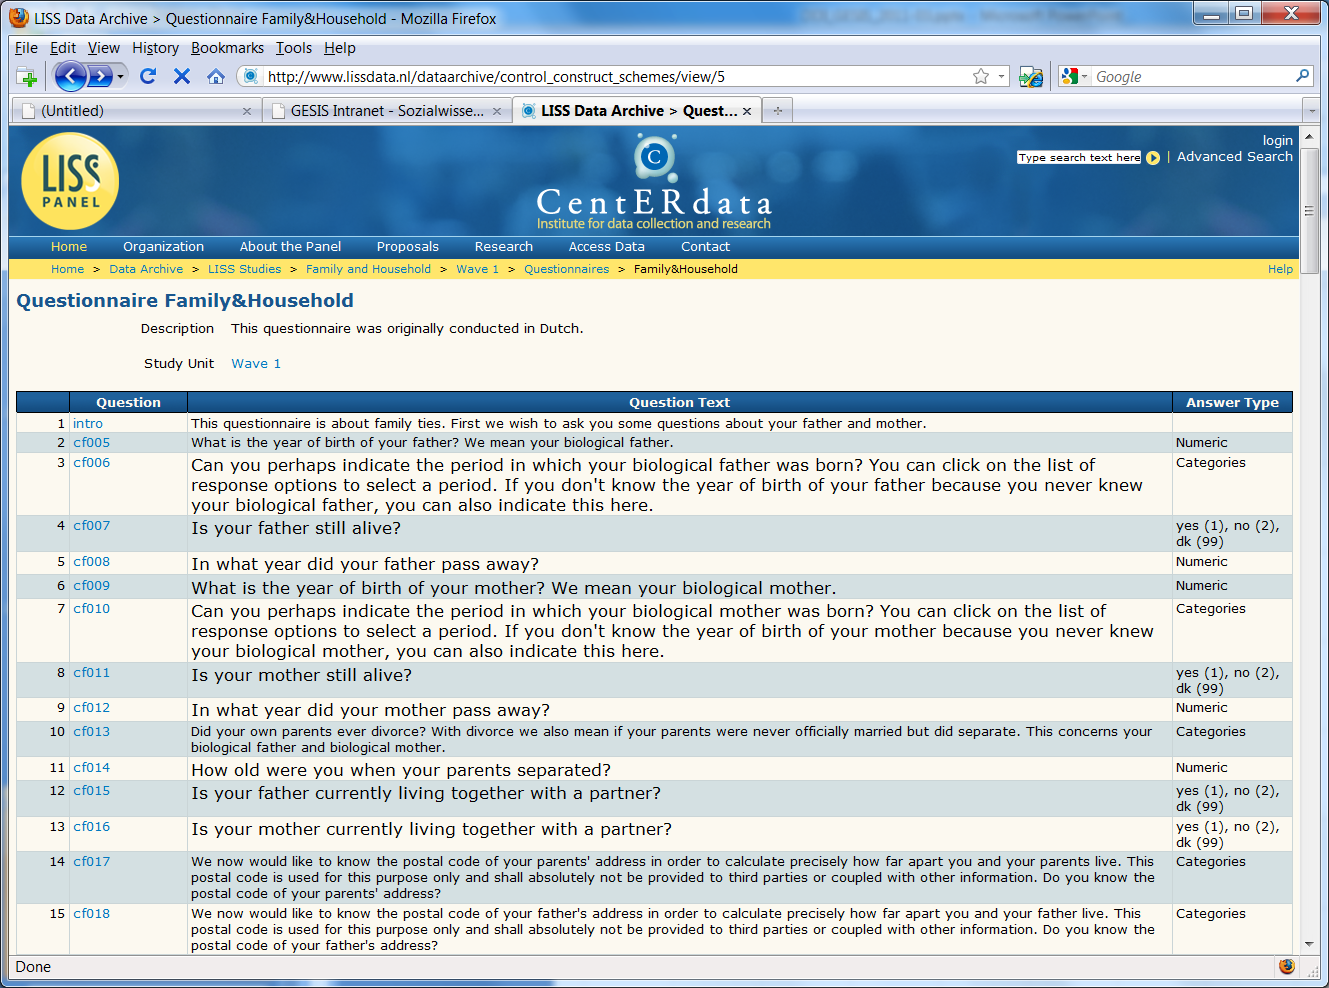 LISS Data Archive > Questionnaire Family&Household - Mozilla Firefox
File Edit View History Bookmarks Tools Help
http://www.lissdata.nl/dataarchive/control_construct_schemes/view/5
Google
(Untitled)
GESIS Intranet - Sozialwisse...
LISS Data Archive > Quest...
LISS
PANEL
C
CentERdata
Institute for data collection and research
login
Type search text here | Advanced Search
Home Organization About the Panel Proposals Research Access Data Contact
Home > Data Archive > LISS Studies > Family and Household > Wave 1 > Questionnaires > Family&Household Help
Questionnaire Family&Household
Description This questionnaire was originally conducted in Dutch.
Study Unit Wave 1
Question Question Text Answer Type
1 intro This questionnaire is about family ties. First we wish to ask you some questions about your father and mother.
2 cf005 What is the year of birth of your father? We mean your biological father. Numeric
3 cf006 Can you perhaps indicate the period in which your biological father was born? You can click on the list of Categories
response options to select a period. If you don't know the year of birth of your father because you never knew
your biological father, you can also indicate this here.
4 cf007 Is your father still alive? yes (1), no (2),
dk (99)
5 cf008 In what year did your father pass away? Numeric
6 cf009 What is the year of birth of your mother? We mean your biological mother. Numeric
7 cf010 Can you perhaps indicate the period in which your biological mother was born? You can click on the list of Categories
response options to select a period. If you don't know the year of birth of your mother because you never knew
your biological mother, you can also indicate this here.
8 cf011 Is your mother still alive? yes (1), no (2),
dk (99)
9 cf012 In what year did your mother pass away? Numeric
10 cf013 Did your own parents ever divorce? With divorce we also mean if your parents were never officially married but did separate. This concerns your Categories
biological father and biological mother.
11 cf014 How old were you when your parents separated? Numeric
12 cf015 Is your father currently living together with a partner? yes (1), no (2),
dk (99)
13 cf016 Is your mother currently living together with a partner? yes (1), no (2),
dk (99)
14 cf017 We now would like to know the postal code of your parents' address in order to calculate precisely how far apart you and your parents live. This Categories
postal code is used for this purpose only and shall absolutely not be provided to third parties or coupled with other information. Do you know the
postal code of your parents' address?
15 cf018 We now would like to know the postal code of your father's address in order to calculate precisely how far apart you and your father live. This Categories
postal code is used for this purpose only and shall absolutely not be provided to third parties or coupled with other information. Do you know the
postal code of your father's address?
Done